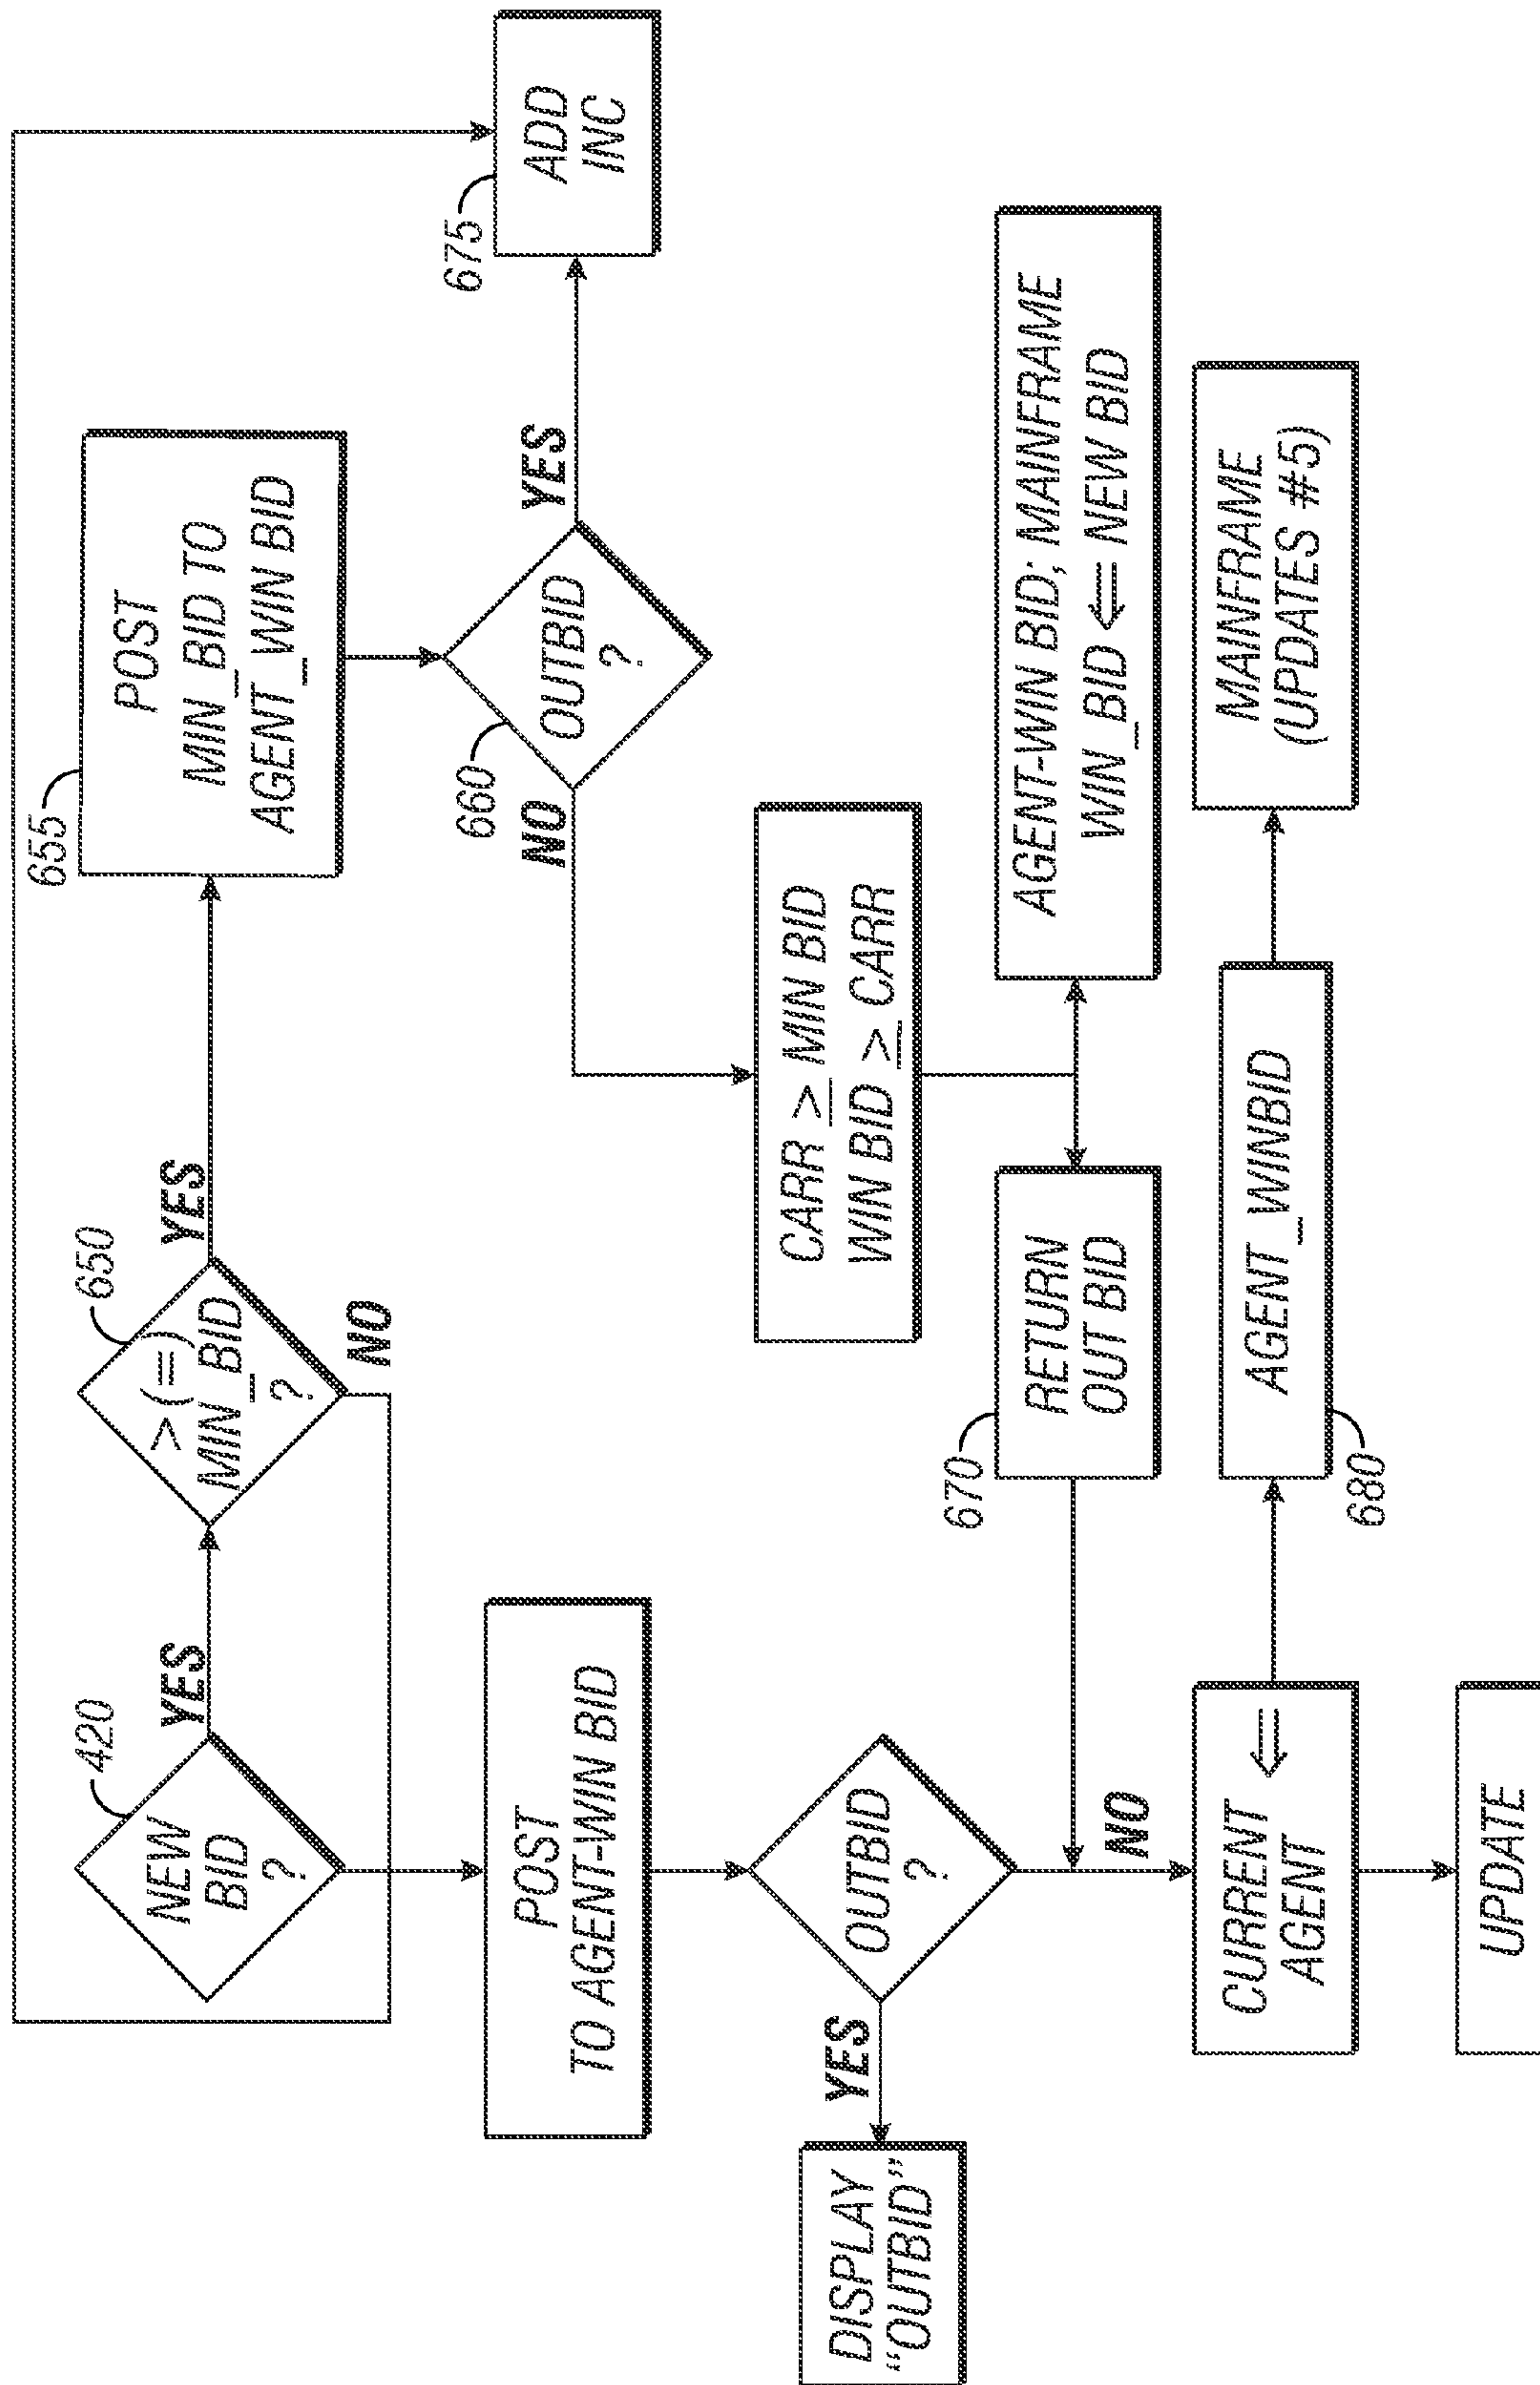 420
NEW
BID
?
YES
650
>(=)
MIN_BID
?
YES
NO
655
POST
MIN_BID TO
AGENT_WIN BID
660
OUTBID
?
YES
NO
675
ADD
INC
POST
TO AGENT-WIN BID
OUTBID
?
YES
DISPLAY
“OUTBID”
NO
CARR ≥ MIN BID
WIN BID ≥ CARR
670
RETURN
OUT BID
AGENT-WIN BID; MAINFRAME
WIN_BID ⇐ NEW BID
CURRENT ⇐
AGENT
680
AGENT_WINBID
MAINFRAME
(UPDATES #5)
UPDATE